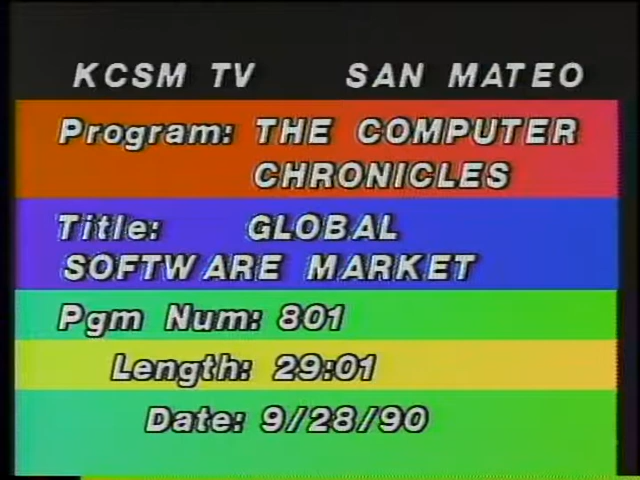 KCSM TV SAN MATEO
Program: THE COMPUTER
CHRONICLES
Title: GLOBAL
SOFTWARE MARKET
Pgm Num: 801
Length: 29:01
Date: 9/28/90